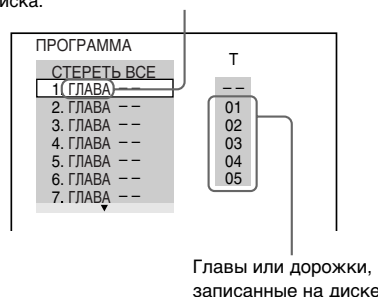 иска.
ПРОГРАММА
Т
СТЕРЕТЬ ВСЕ
1. ГЛАВА – –
2. ГЛАВА – –
3. ГЛАВА – –
4. ГЛАВА – –
5. ГЛАВА – –
6. ГЛАВА – –
7. ГЛАВА – –
– –
01
02
03
04
05
Главы или дорожки,
записанные на диске